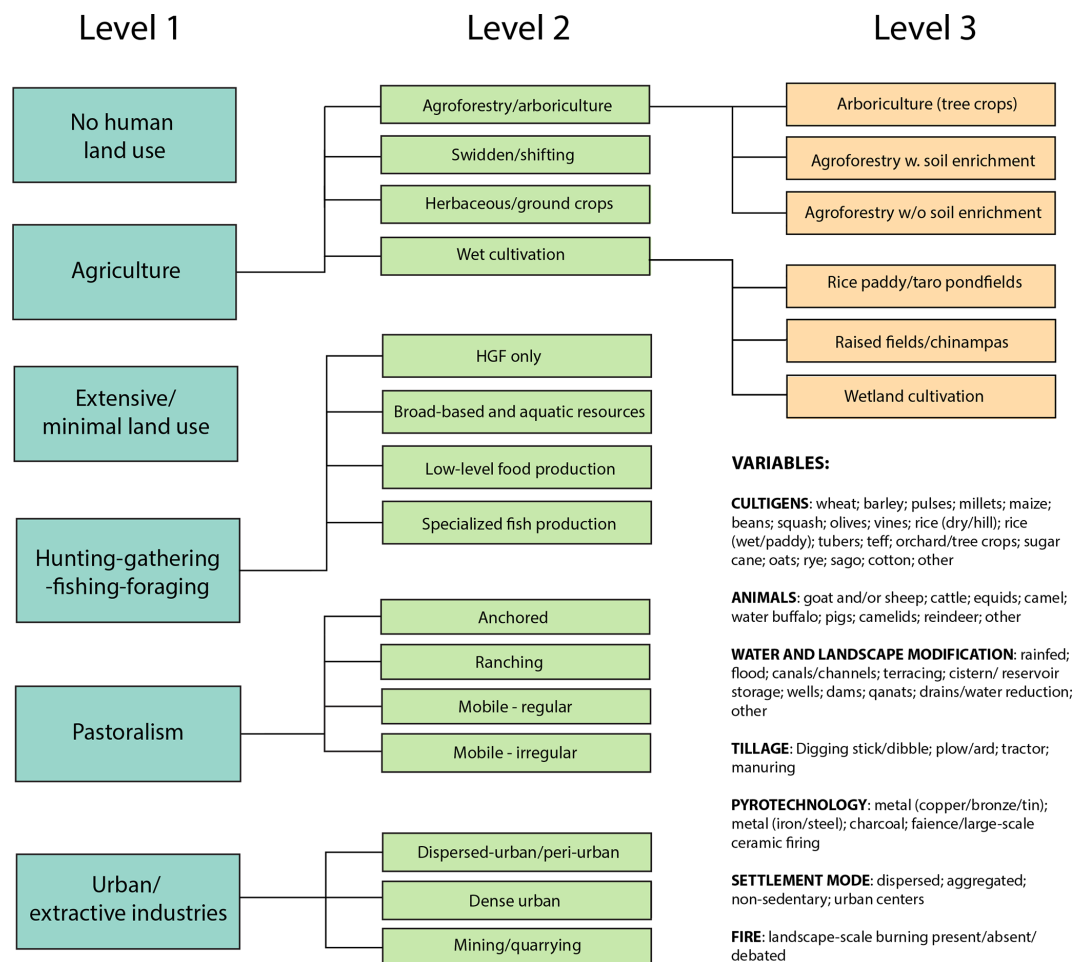 Level 1
Level 2
Level 3
No human
land use
Agriculture
Extensive/
minimal land use
Hunting-gathering
-fishing-foraging
Pastoralism
Urban/
extractive industries
Agroforestry/arboriculture
Swidden/shifting
Herbaceous/ground crops
Wet cultivation
HGF only
Broad-based and aquatic resources
Low-level food production
Specialized fish production
Anchored
Ranching
Mobile - regular
Mobile - irregular
Dispersed-urban/peri-urban
Dense urban
Mining/quarrying
Arboriculture (tree crops)
Agroforestry w. soil enrichment
Agroforestry w/o soil enrichment
Rice paddy/taro pondfields
Raised fields/chinampas
Wetland cultivation
VARIABLES:
CULTIGENS: wheat; barley; pulses; millets; maize;
beans; squash; olives; vines; rice (dry/hill); rice
(wet/paddy); tubers; teff; orchard/tree crops; sugar
cane; oats; rye; sago; cotton; other
ANIMALS: goat and/or sheep; cattle; equids; camel;
water buffalo; pigs; camelids; reindeer; other
WATER AND LANDSCAPE MODIFICATION: rainfed;
flood; canals/channels; terracing; cistern/ reservoir
storage; wells; dams; qanats; drains/water reduction;
other
TILLAGE: Digging stick/dibble; plow/ard; tractor;
manuring
PYROTECHNOLOGY: metal (copper/bronze/tin);
metal (iron/steel); charcoal; faience/large-scale
ceramic firing
SETTLEMENT MODE: dispersed; aggregated;
non-sedentary; urban centers
FIRE: landscape-scale burning present/absent/
debated